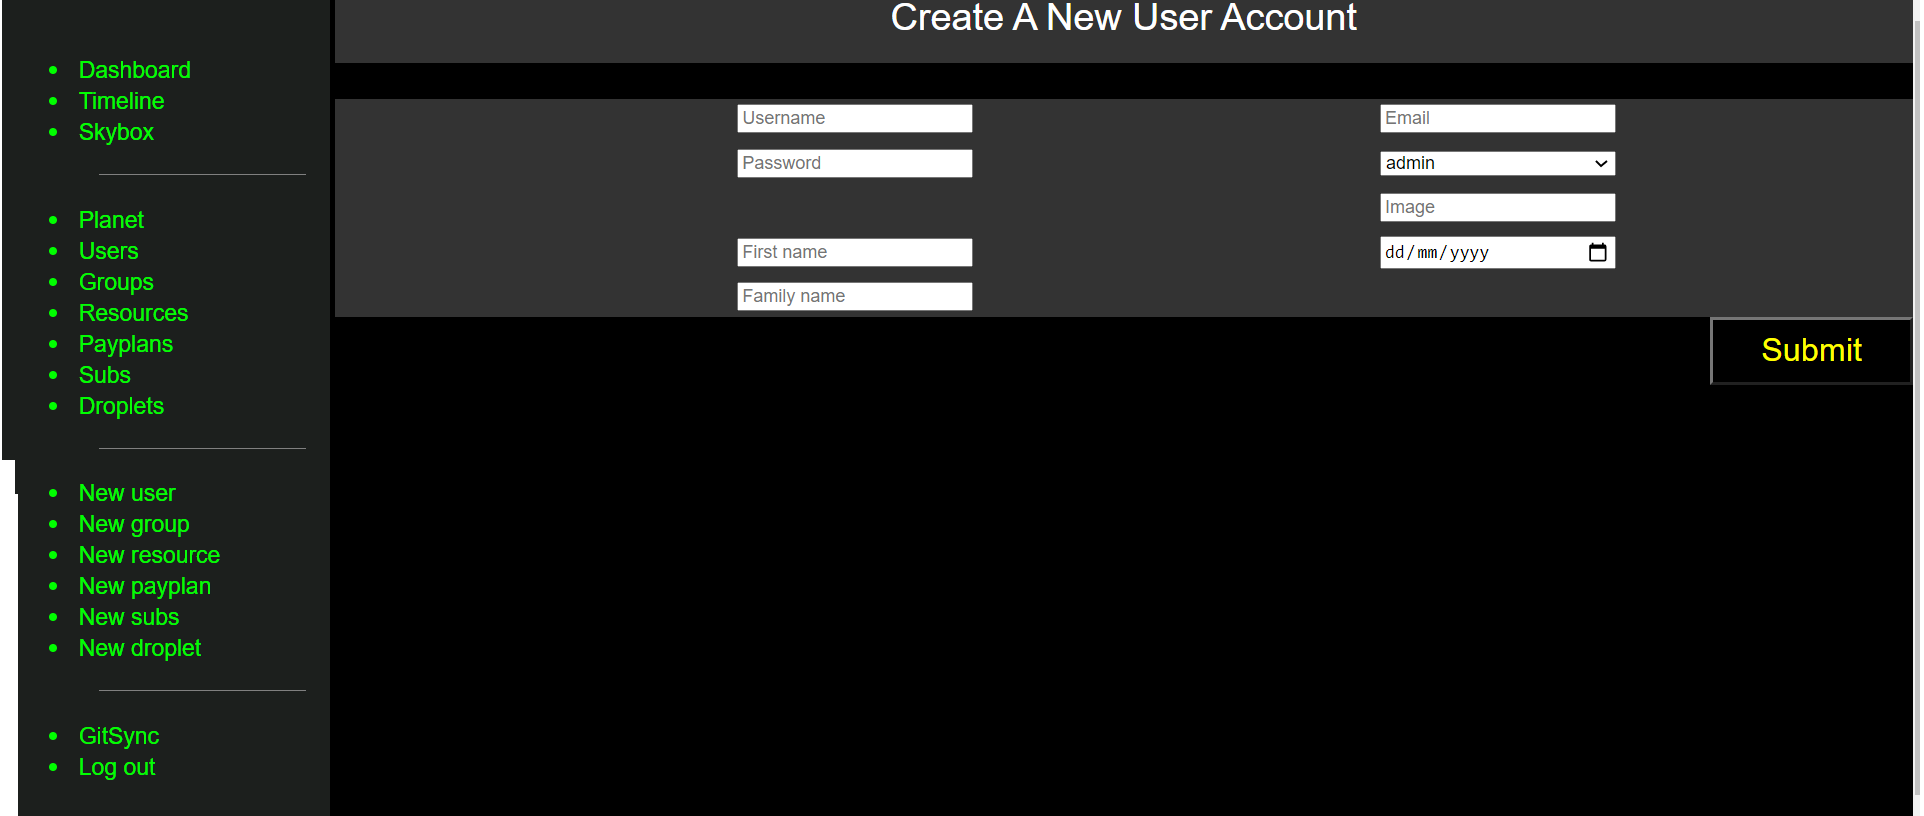 Create A New User Account
Dashboard
Timeline
Skybox
Planet
Users
Groups
Resources
Payplans
Subs
Droplets
New user
New group
New resource
New payplan
New subs
New droplet
GitSync
Log out
Username
Email
Password
admin
Image
First name
dd/mm/yyyy
Family name
Submit